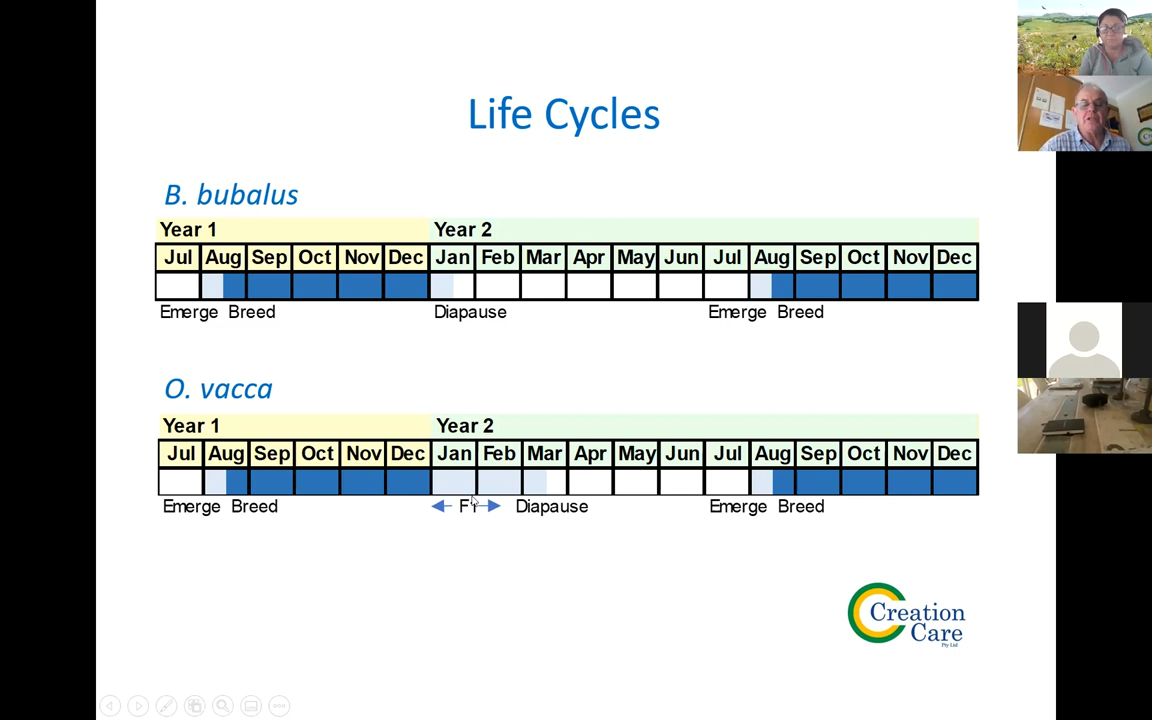 Life Cycles
B. bubalus
Year 1 Year 2
Jul Aug Sep Oct Nov Dec Jan Feb Mar Apr May Jun Jul Aug Sep Oct Nov Dec
Emerge Breed Diapause Emerge Breed
O. vacca
Year 1 Year 2
Jul Aug Sep Oct Nov Dec Jan Feb Mar Apr May Jun Jul Aug Sep Oct Nov Dec
Emerge Breed F1 Diapause Emerge Breed
Creation
Care
Pty Ltd